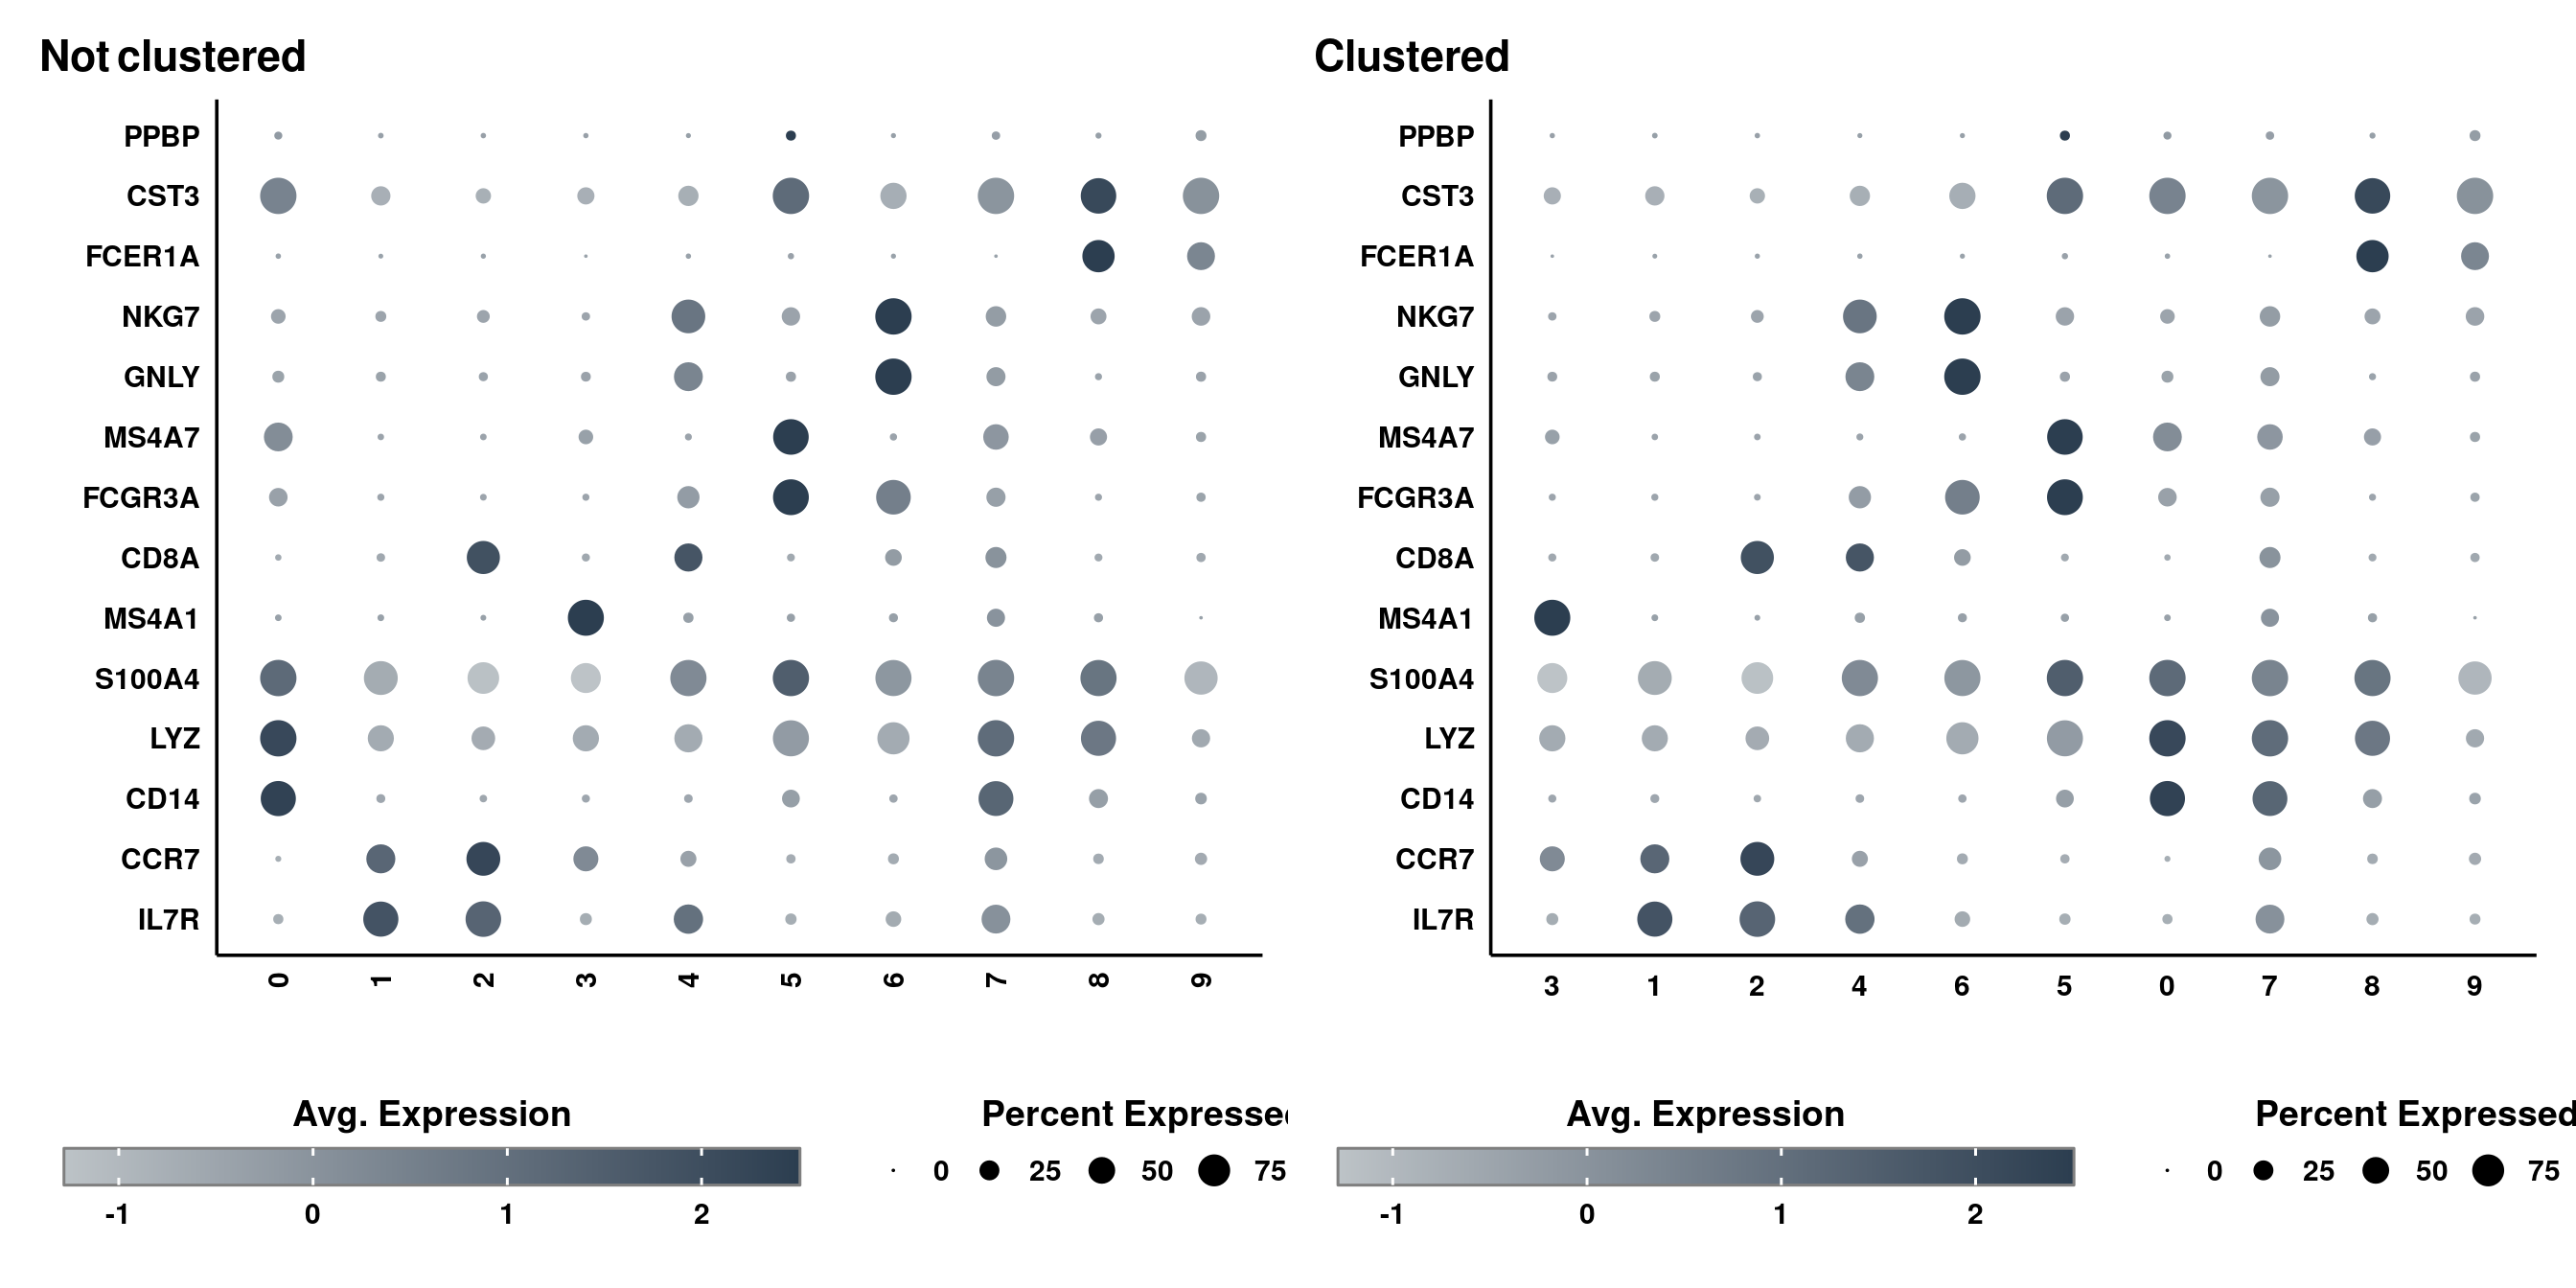 Not clustered
PPBP
CST3
FCER1A
NKG7
GNLY
MS4A7
FCGR3A
CD8A
MS4A1
S100A4
LYZ
CD14
CCR7
IL7R
0 1 2 3 4 5 6 7 8 9
Avg. Expression
-1 0 1 2
Percent Expressed
0 25 50 75
Clustered
PPBP
CST3
FCER1A
NKG7
GNLY
MS4A7
FCGR3A
CD8A
MS4A1
S100A4
LYZ
CD14
CCR7
IL7R
3 1 2 4 6 5 0 7 8 9
Avg. Expression
-1 0 1 2
Percent Expressed
0 25 50 75